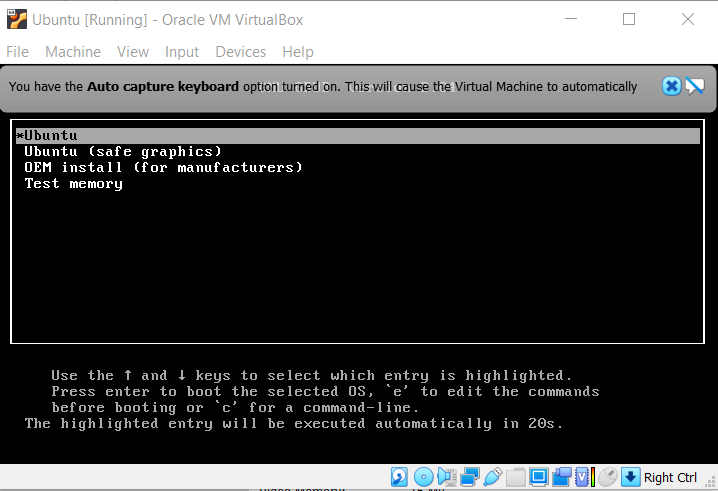 Ubuntu [Running] - Oracle VM VirtualBox
File Machine View Input Devices Help
You have the Auto capture keyboard option turned on. This will cause the Virtual Machine to automatically
*Ubuntu
Ubuntu (safe graphics)
OEM install (for manufacturers)
Test memory
Use the ↑ and ↓ keys to select which entry is highlighted.
Press enter to boot the selected OS, `e' to edit the commands
before booting or `c' for a command-line.
The highlighted entry will be executed automatically in 20s.
Right Ctrl